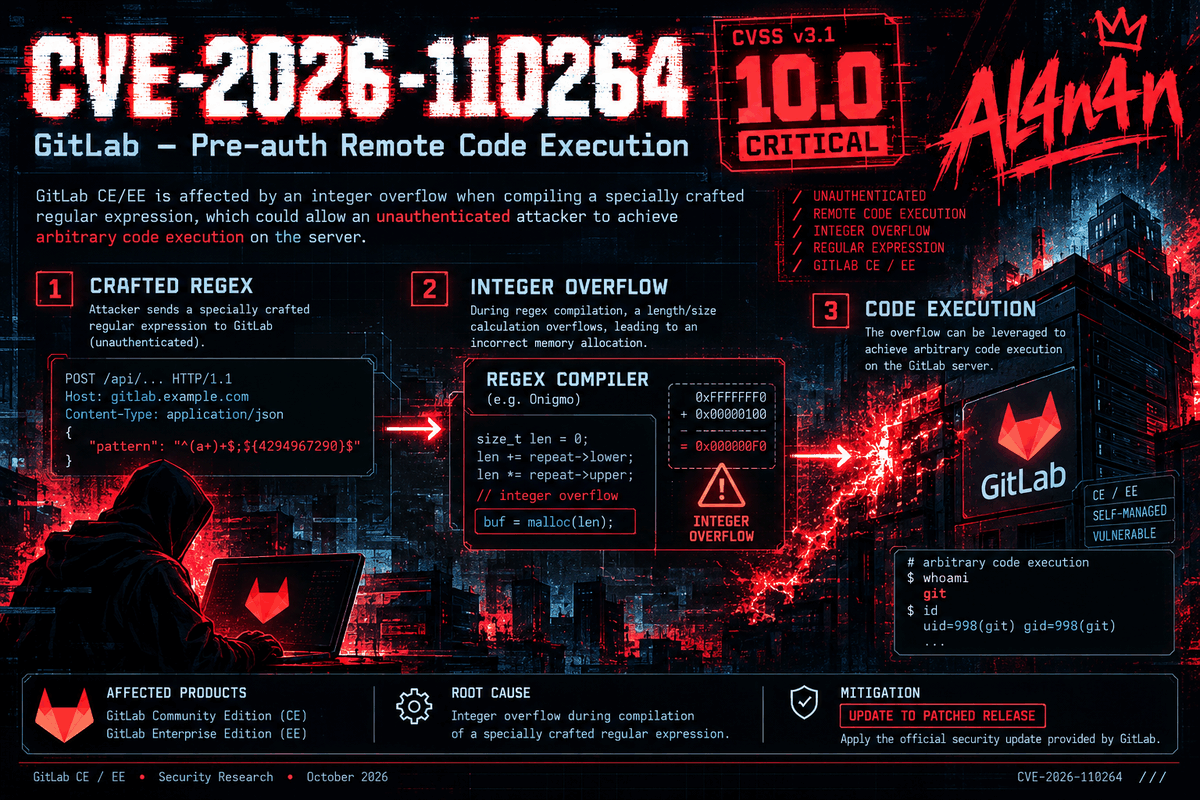 CVE-2026-110264
GitLab – Pre-auth Remote Code Execution
CVSS v3.1
10.0
CRITICAL
AL4n4n
GitLab CE/EE is affected by an integer overflow when compiling a specially crafted
regular expression, which could allow an unauthenticated attacker to achieve
arbitrary code execution on the server.
/ UNAUTHENTICATED
/ REMOTE CODE EXECUTION
/ INTEGER OVERFLOW
/ REGULAR EXPRESSION
/ GITLAB CE / EE
1 CRAFTED REGEX
Attacker sends a specially crafted
regular expression to GitLab
(unauthenticated).
POST /api/... HTTP/1.1
Host: gitlab.example.com
Content-Type: application/json
{
"pattern": "^(a+)+$;${4294967290}$"
}
2 INTEGER OVERFLOW
During regex compilation, a length/size
calculation overflows, leading to an
incorrect memory allocation.
REGEX COMPILER
(e.g. Onigmo)
size_t len = 0;
len += repeat->lower;
len *= repeat->upper;
// integer overflow
buf = malloc(len);
0xFFFFFFF0
+ 0x00000100
= 0x000000F0
INTEGER
OVERFLOW
3 CODE EXECUTION
The overflow can be leveraged to
achieve arbitrary code execution
on the GitLab server.
GitLab
CE / EE
SELF-MANAGED
VULNERABLE
# arbitrary code execution
$ whoami
git
$ id
uid=998(git) gid=998(git)
...
AFFECTED PRODUCTS
GitLab Community Edition (CE)
GitLab Enterprise Edition (EE)
ROOT CAUSE
Integer overflow during compilation
of a specially crafted regular expression.
MITIGATION
UPDATE TO PATCHED RELEASE
Apply the official security update provided by GitLab.
GitLab CE / EE • Security Research • October 2026
CVE-2026-110264 ///